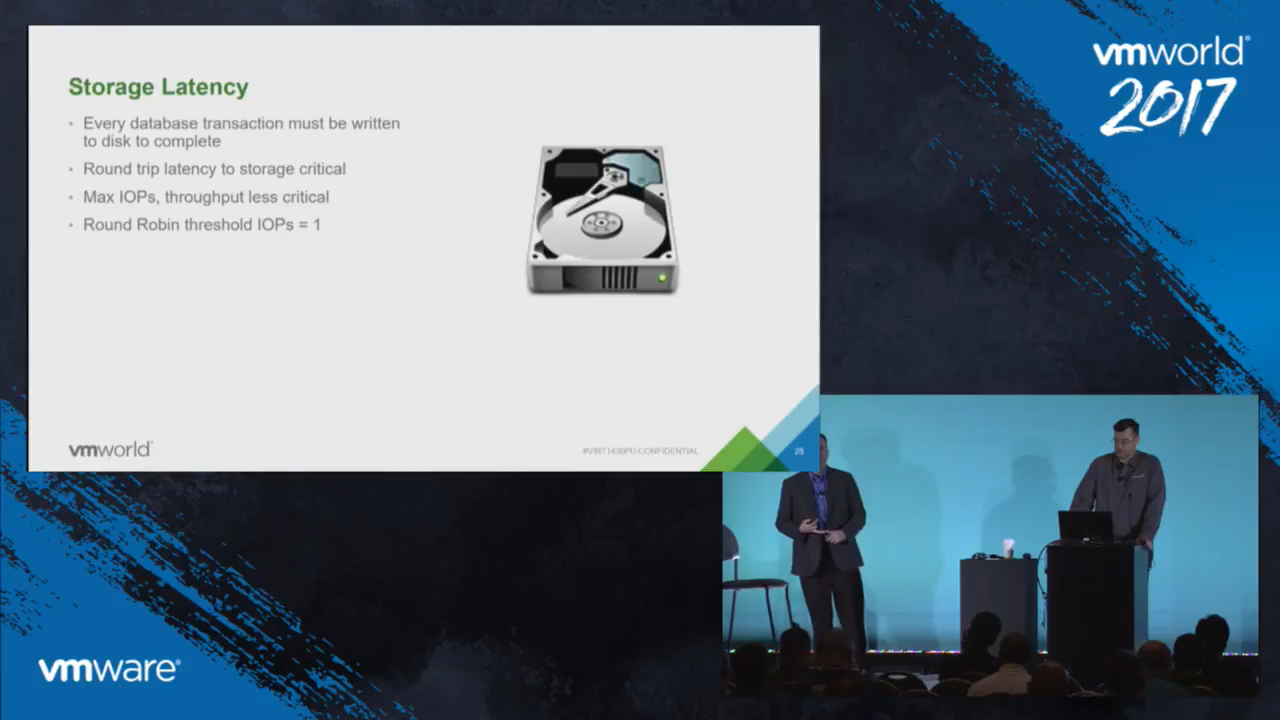 Storage Latency
• Every database transaction must be written
to disk to complete
• Round trip latency to storage critical
• Max IOPs, throughput less critical
• Round Robin threshold IOPs = 1
vmworld
#VIRT1430PU CONFIDENTIAL
25
vmworld®
2017
vmware®